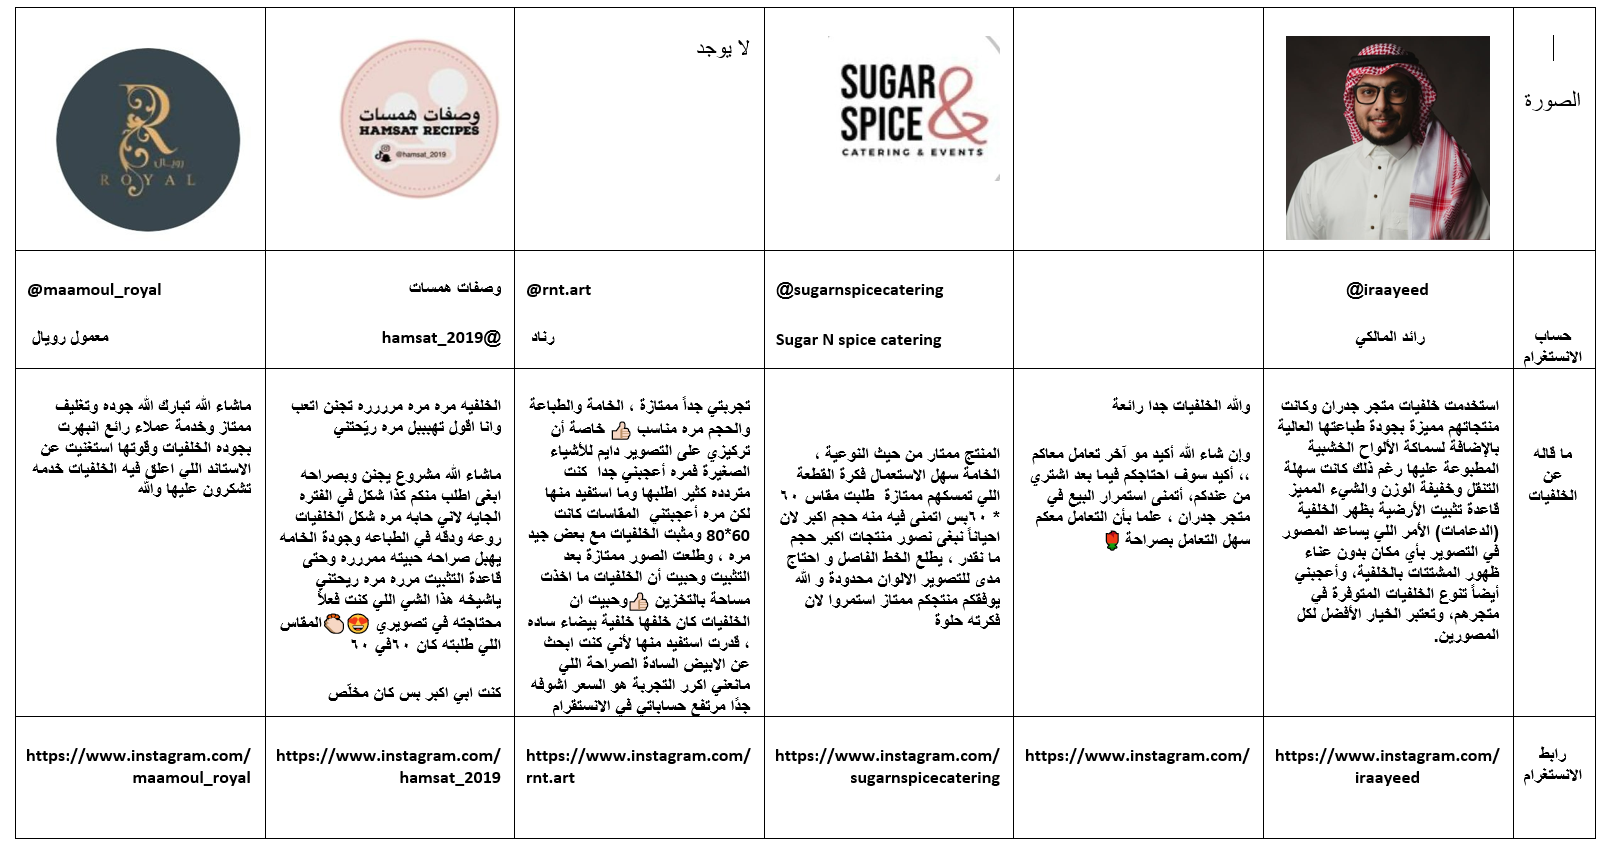 الصورة
SUGAR
&
SPICE
CATERING & EVENTS
لا يوجد
وصفات همسات
HAMSAT RECIPES
@hamsat_2019
R
رويال
ROYAL
حساب
الانستغرام
@iraayeed
رائد المالكي
@sugarnspicecatering
Sugar N spice catering
@rnt.art
رناد
وصفات همسات
hamsat_2019@
@maamoul_royal
معمول رويال
ما قاله
عن
الخلفيات
استخدمت خلفيات متجر جدران وكانت
منتجاتهم مميزة بجودة طباعتها العالية
بالإضافة لسماكة الألواح الخشبية
المطبوعة عليها رغم ذلك كانت سهلة
التنقل وخفيفة الوزن والشيء المميز
قاعدة تثبيت الأرضية بظهر الخلفية
(الدعامات) الأمر اللي يساعد المصور
في التصوير بأي مكان بدون عناء
ظهور المشتتات بالخلفية، وأعجبني
أيضاً تنوع الخلفيات المتوفرة في
متجرهم، وتعتبر الخيار الأفضل لكل
المصورين.
والله الخلفيات جدا رائعة
وإن شاء الله أكيد مو آخر تعامل معاكم
،، أكيد سوف احتاجكم فيما بعد اشتري
من عندكم، أتمنى استمرار البيع في
متجر جدران ، علما بأن التعامل معكم
سهل التعامل بصراحة 🌹
المنتج ممتاز من حيث النوعية ،
الخامة سهل الاستعمال فكرة القطعة
اللي تمسكهم ممتازة طلبت مقاس ٦٠
* ٦٠بس اتمنى فيه منه حجم اكبر لان
احياناً نبغى نصور منتجات اكبر حجم
ما نقدر ، يطلع الخط الفاصل و احتاج
مدى للتصوير الالوان محدودة و الله
يوفقكم منتجكم ممتاز استمروا لان
فكرته حلوة
تجربتي جداً ممتازة ، الخامة والطباعة
والحجم مره مناسب 👍🏻 خاصة أن
تركيزي على التصوير دايم للأشياء
الصغيرة فمره أعجبني جدا كنت
متردده كثير اطلبها وما استفيد منها
لكن مره أعجبتني المقاسات كانت
60*80 ومثبت الخلفيات مع بعض جيد
مره ، وطلعت الصور ممتازة بعد
التثبيت وحبيت أن الخلفيات ما اخذت
مساحة بالتخزين 👍🏻وحبيت ان
الخلفيات كان خلفها خلفية بيضاء ساده
، قدرت استفيد منها لأني كنت ابحث
عن الابيض السادة الصراحة اللي
مانعني اكرر التجربة هو السعر اشوفه
جدًا مرتفع حساباتي في الانستقرام
الخلفيه مره مره مررره تجنن اتعب
وانا اقول تهبببل مره ريّحتني
ماشاء الله مشروع يجنن وبصراحه
ابغى اطلب منكم كذا شكل في الفتره
الجايه لاني حابه مره شكل الخلفيات
روعه ودقه في الطباعه وجودة الخامه
يهبل صراحه حبيته ممررره وحتى
قاعدة التثبيت مرره مره ريحتني
ياشيخه هذا الشي اللي كنت فعلاً
محتاجته في تصويري 😍👏🏻المقاس
اللي طلبته كان ٦٠في ٦٠
كنت ابي اكبر بس كان مخلّص
ماشاء الله تبارك الله جوده وتغليف
ممتاز وخدمة عملاء رائع انبهرت
بجوده الخلفيات وقوتها استغنيت عن
الاستاند اللي اعلق فيه الخلفيات خدمه
تشكرون عليها والله
رابط
الانستغرام
https://www.instagram.com/
iraayeed
https://www.instagram.com/
https://www.instagram.com/
sugarnspicecatering
https://www.instagram.com/
rnt.art
https://www.instagram.com/
hamsat_2019
https://www.instagram.com/
maamoul_royal